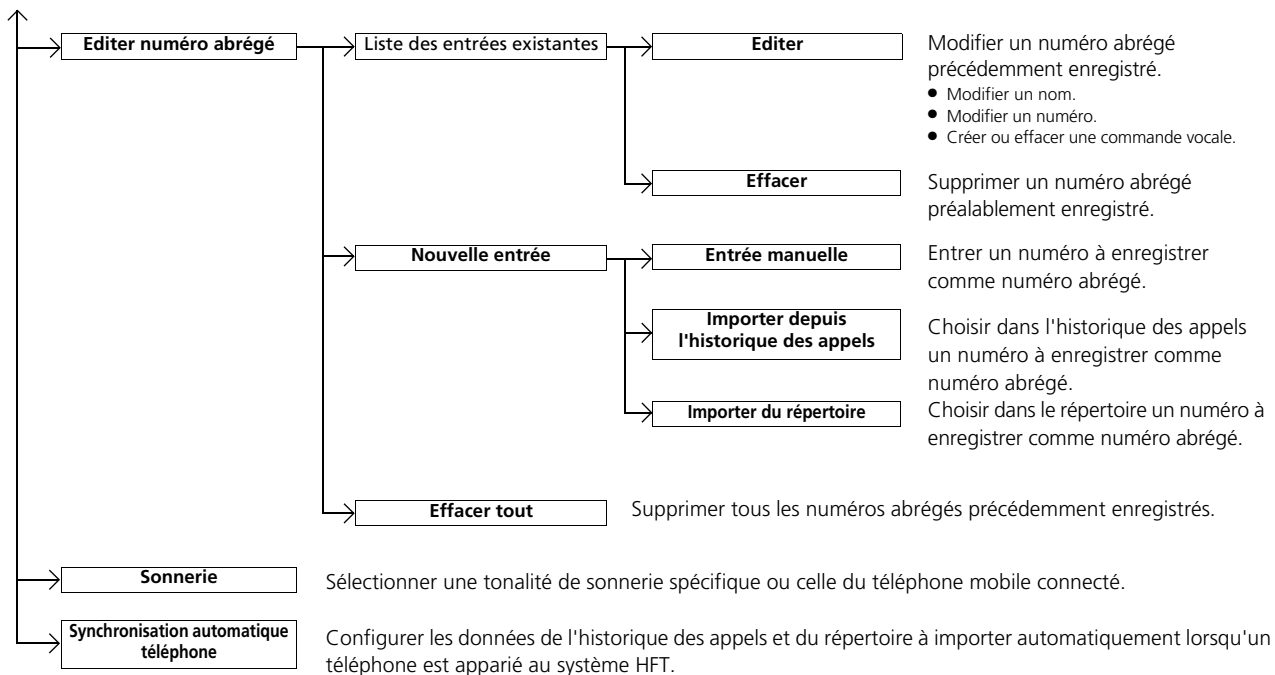 Editer numéro abrégé
Liste des entrées existantes
Editer
Modifier un numéro abrégé
précédemment enregistré.
● Modifier un nom.
● Modifier un numéro.
● Créer ou effacer une commande vocale.
Effacer
Supprimer un numéro abrégé
préalablement enregistré.
Nouvelle entrée
Entrée manuelle
Entrer un numéro à enregistrer
comme numéro abrégé.
Importer depuis
l'historique des appels
Choisir dans l'historique des appels
un numéro à enregistrer comme
numéro abrégé.
Importer du répertoire
Choisir dans le répertoire un numéro à
enregistrer comme numéro abrégé.
Effacer tout
Supprimer tous les numéros abrégés précédemment enregistrés.
Sonnerie
Sélectionner une tonalité de sonnerie spécifique ou celle du téléphone mobile connecté.
Synchronisation automatique
téléphone
Configurer les données de l'historique des appels et du répertoire à importer automatiquement lorsqu'un
téléphone est apparié au système HFT.